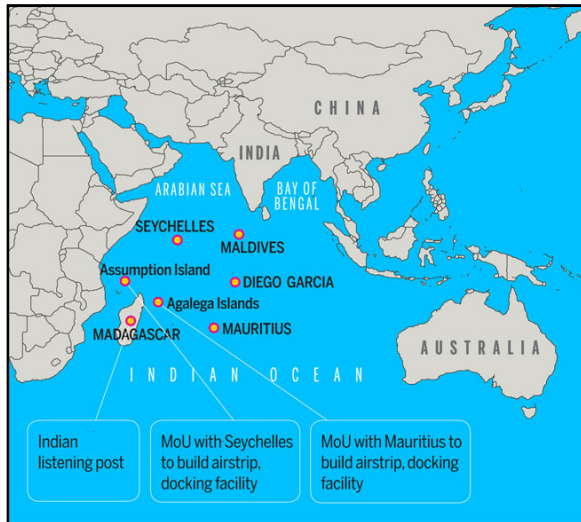 CHINA
INDIA
ARABIAN SEA
BAY OF
BENGAL
SEYCHELLES
MALDIVES
Assumption Island
DIEGO GARCIA
Agalega Islands
MADAGASCAR
MAURITIUS
AUSTRALIA
INDIAN OCEAN
Indian
listening post
MoU with Seychelles
to build airstrip,
docking facility
MoU with Mauritius to
build airstrip, docking
facility